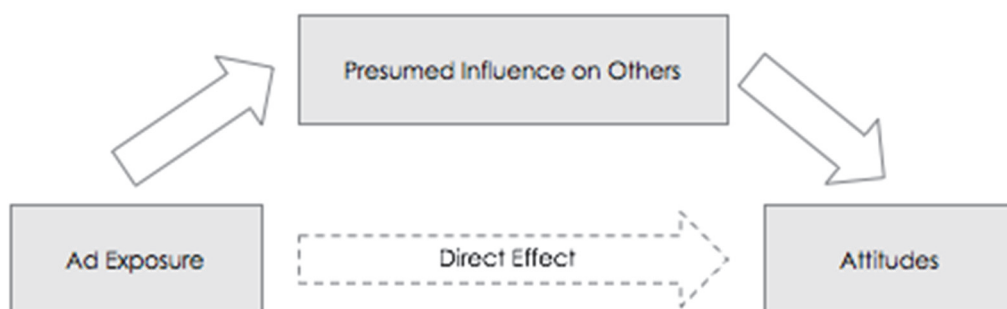 Presumed Influence on Others
Ad Exposure
Direct Effect
Attitudes